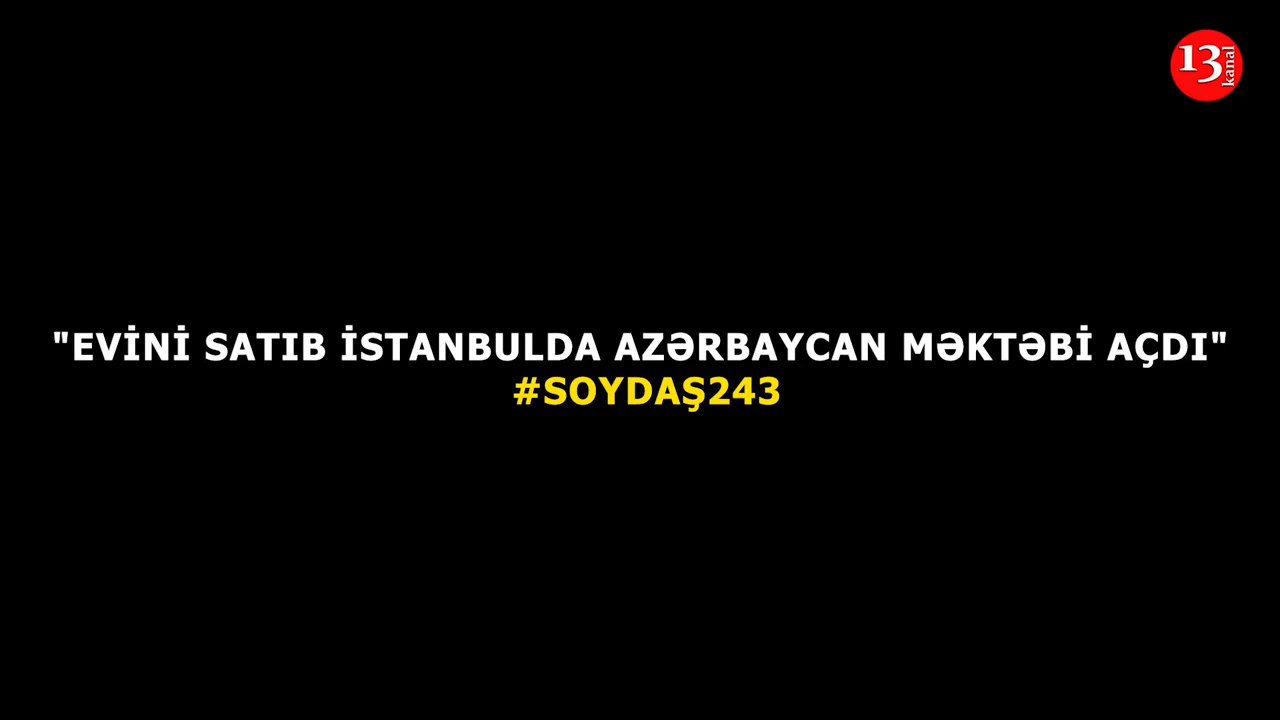 13
kanal
"EVİNİ SATIB İSTANBULDA AZƏRBAYCAN MƏKTƏBİ AÇDI"
#SOYDAŞ243